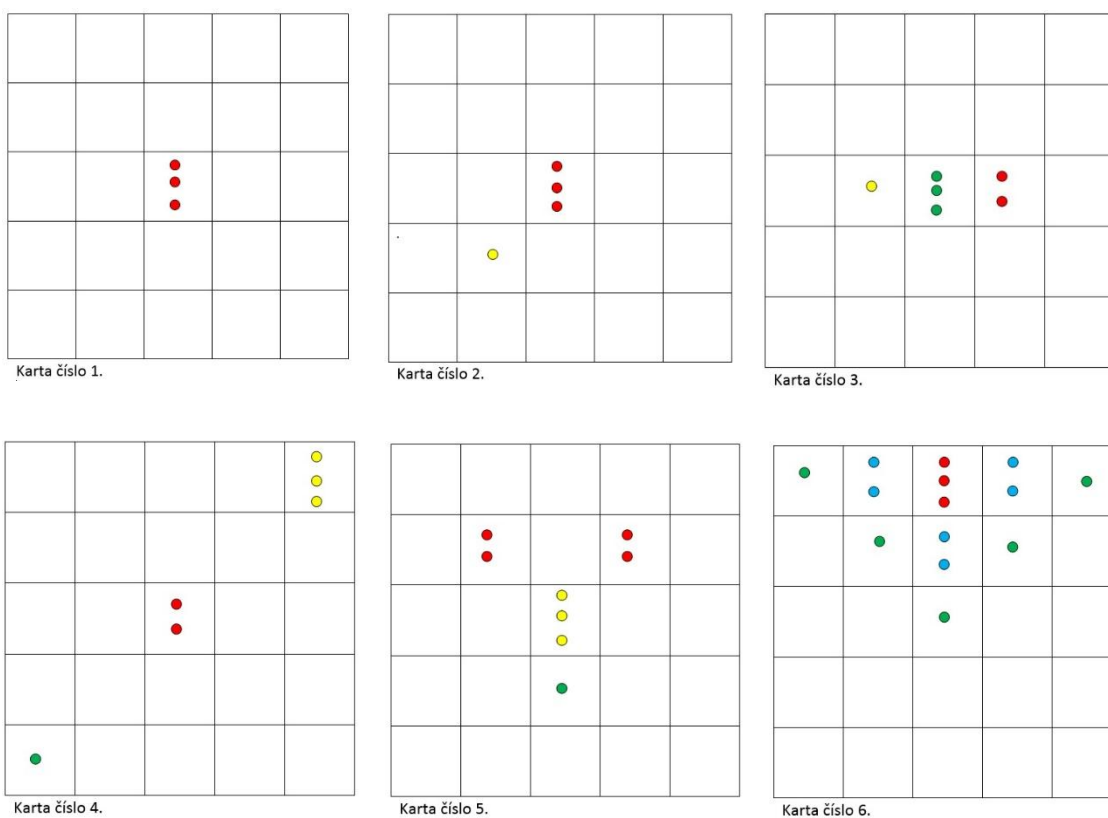 Karta číslo 1.
Karta číslo 2.
Karta číslo 3.
Karta číslo 4.
Karta číslo 5.
Karta číslo 6.